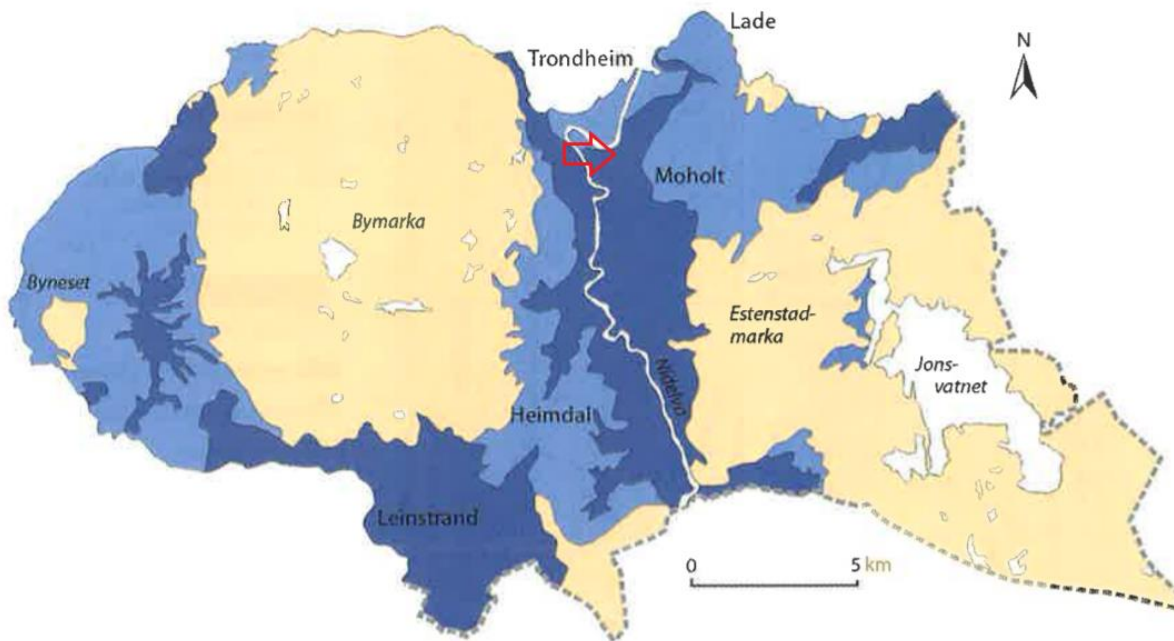 Lade
Trondheim
N
Moholt
Bymarka
Byneset
Estenstad-
marka
Jons-
vatnet
Nidelva
Heimdal
Leinstrand
0 5 km